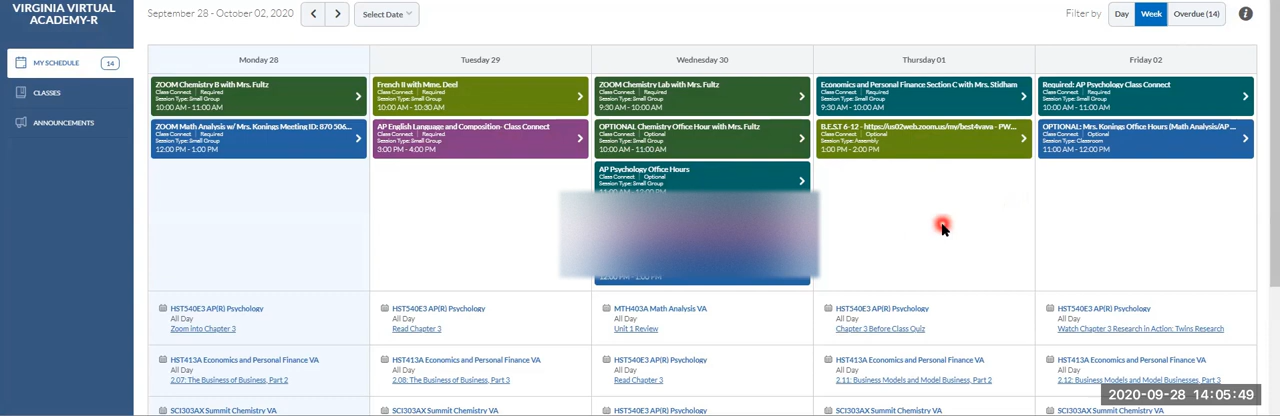 VIRGINIA VIRTUAL
ACADEMY-R
MY SCHEDULE 14
CLASSES
ANNOUNCEMENTS
September 28 - October 02, 2020
Select Date
Filter by
Day
Week
Overdue (14)
Monday 28
Tuesday 29
Wednesday 30
Thursday 01
Friday 02
ZOOM Chemistry B with Mrs. Fultz
Class Connect | Required
Session Type: Small Group
10:00 AM - 11:00 AM
ZOOM Math Analysis w/ Mrs. Konings Meeting ID: 870 506...
Class Connect | Required
Session Type: Small Group
12:00 PM - 1:00 PM
French II with Mme. Deel
Class Connect | Required
Session Type: Small Group
10:00 AM - 10:30 AM
AP English Language and Composition- Class Connect
Class Connect | Required
Session Type: Small Group
3:00 PM - 4:00 PM
ZOOM Chemistry Lab with Mrs. Fultz
Class Connect | Required
Session Type: Small Group
9:30 AM - 10:00 AM
OPTIONAL Chemistry Office Hour with Mrs. Fultz
Class Connect | Optional
Session Type: Small Group
10:00 AM - 11:00 AM
AP Psychology Office Hours
Class Connect | Optional
Session Type: Small Group
Economics and Personal Finance Section C with Mrs. Stidham
Class Connect | Required
Session Type: Small Group
9:30 AM - 10:00 AM
B.E.S.T 6-12 - https://us02web.zoom.us/my/best4vava - PW...
Class Connect | Optional
Session Type: Assembly
1:00 PM - 2:00 PM
Required: AP Psychology Class Connect
Class Connect | Required
Session Type: Small Group
10:00 AM - 11:00 AM
OPTIONAL: Mrs. Konings Office Hours (Math Analysis/AP ...
Class Connect | Optional
Session Type: Classroom
11:00 AM - 12:00 PM
HST540E3 AP(R) Psychology
All Day
Zoom into Chapter 3
HST540E3 AP(R) Psychology
All Day
Read Chapter 3
MTH403A Math Analysis VA
All Day
Unit 1 Review
HST540E3 AP(R) Psychology
All Day
Chapter 3 Before Class Quiz
HST540E3 AP(R) Psychology
All Day
Watch Chapter 3 Research in Action: Twins Research
HST413A Economics and Personal Finance VA
All Day
2.07: The Business of Business, Part 2
HST413A Economics and Personal Finance VA
All Day
2.08: The Business of Business, Part 3
HST540E3 AP(R) Psychology
All Day
Read Chapter 3
HST413A Economics and Personal Finance VA
All Day
2.11: Business Models and Model Business, Part 2
HST413A Economics and Personal Finance VA
All Day
2.12: Business Models and Model Businesses, Part 3
SCI303AX Summit Chemistry VA
SCI303AX Summit Chemistry VA
HST413A Economics and Personal Finance VA
SCI303AX Summit Chemistry VA
SCI303AX Summit Chemistry VA
2020-09-28 14:05:49